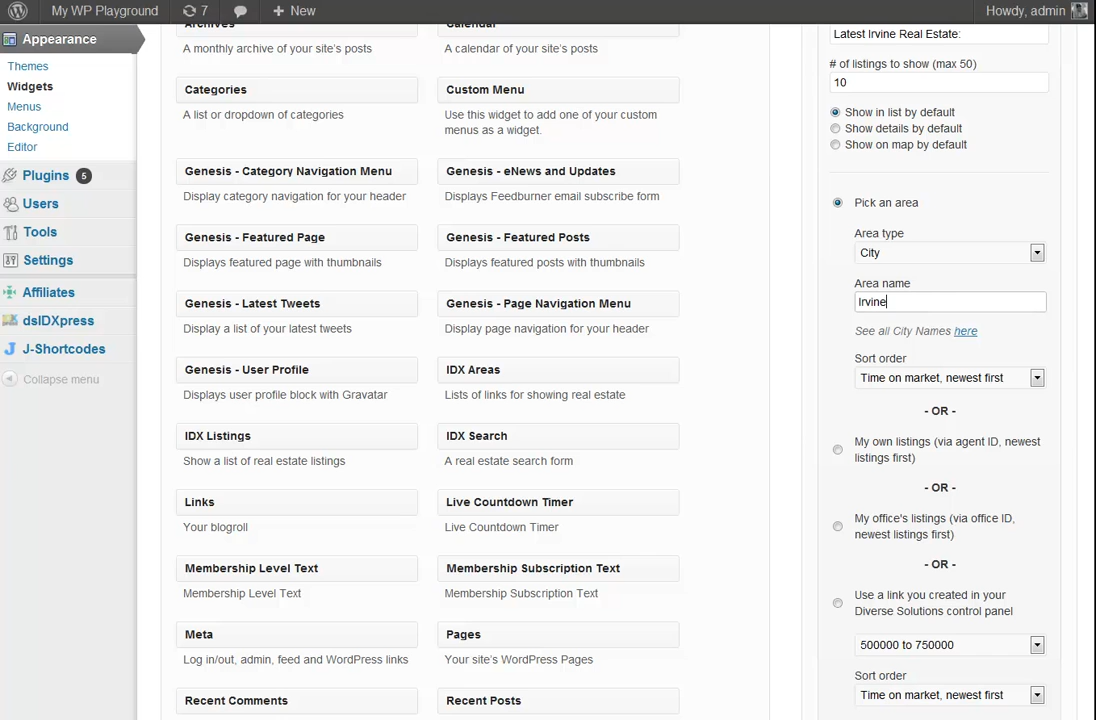 My WP Playground 7 New Howdy, admin
Appearance
Themes
Widgets
Menus
Background
Editor
Plugins 5
Users
Tools
Settings
Affiliates
dsIDXpress
J-Shortcodes
Collapse menu
Archives
A monthly archive of your site's posts
Calendar
A calendar of your site's posts
Categories
A list or dropdown of categories
Custom Menu
Use this widget to add one of your custom
menus as a widget.
Genesis - Category Navigation Menu
Display category navigation for your header
Genesis - eNews and Updates
Displays Feedburner email subscribe form
Genesis - Featured Page
Displays featured page with thumbnails
Genesis - Featured Posts
Displays featured posts with thumbnails
Genesis - Latest Tweets
Display a list of your latest tweets
Genesis - Page Navigation Menu
Display page navigation for your header
Genesis - User Profile
Displays user profile block with Gravatar
IDX Areas
Lists of links for showing real estate
IDX Listings
Show a list of real estate listings
IDX Search
A real estate search form
Links
Your blogroll
Live Countdown Timer
Live Countdown Timer
Membership Level Text
Membership Level Text
Membership Subscription Text
Membership Subscription Text
Meta
Log in/out, admin, feed and WordPress links
Pages
Your site's WordPress Pages
Recent Comments
Recent Posts
Latest Irvine Real Estate:
# of listings to show (max 50)
10
Show in list by default
Show details by default
Show on map by default
Pick an area
Area type
City
Area name
Irvine
See all City Names here
Sort order
Time on market, newest first
- OR -
My own listings (via agent ID, newest
listings first)
- OR -
My office's listings (via office ID,
newest listings first)
- OR -
Use a link you created in your
Diverse Solutions control panel
500000 to 750000
Sort order
Time on market, newest first